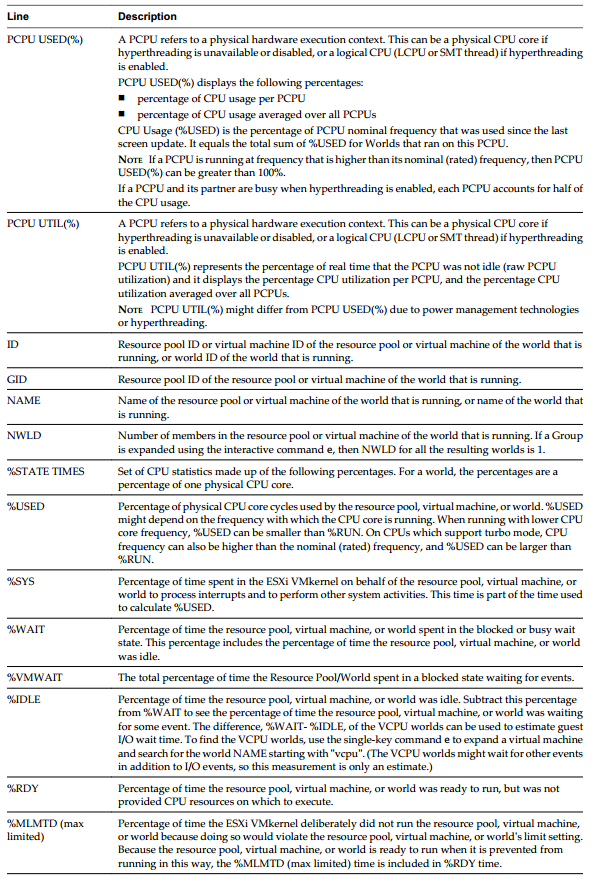 Line Description
PCPU USED(%) A PCPU refers to a physical hardware execution context. This can be a physical CPU core if
hyperthreading is unavailable or disabled, or a logical CPU (LCPU or SMT thread) if hyperthreading
is enabled.
PCPU USED(%) displays the following percentages:
■ percentage of CPU usage per PCPU
■ percentage of CPU usage averaged over all PCPUs
CPU Usage (%USED) is the percentage of PCPU nominal frequency that was used since the last
screen update. It equals the total sum of %USED for Worlds that ran on this PCPU.
NOTE If a PCPU is running at frequency that is higher than its nominal (rated) frequency, then PCPU
USED(%) can be greater than 100%.
If a PCPU and its partner are busy when hyperthreading is enabled, each PCPU accounts for half of
the CPU usage.
PCPU UTIL(%) A PCPU refers to a physical hardware execution context. This can be a physical CPU core if
hyperthreading is unavailable or disabled, or a logical CPU (LCPU or SMT thread) if hyperthreading
is enabled.
PCPU UTIL(%) represents the percentage of real time that the PCPU was not idle (raw PCPU
utilization) and it displays the percentage CPU utilization per PCPU, and the percentage CPU
utilization averaged over all PCPUs.
NOTE PCPU UTIL(%) might differ from PCPU USED(%) due to power management technologies
or hyperthreading.
ID Resource pool ID or virtual machine ID of the resource pool or virtual machine of the world that is
running, or world ID of the world that is running.
GID Resource pool ID of the resource pool or virtual machine of the world that is running.
NAME Name of the resource pool or virtual machine of the world that is running, or name of the world that
is running.
NWLD Number of members in the resource pool or virtual machine of the world that is running. If a Group
is expanded using the interactive command e, then NWLD for all the resulting worlds is 1.
%STATE TIMES Set of CPU statistics made up of the following percentages. For a world, the percentages are a
percentage of one physical CPU core.
%USED Percentage of physical CPU core cycles used by the resource pool, virtual machine, or world. %USED
might depend on the frequency with which the CPU core is running. When running with lower CPU
core frequency, %USED can be smaller than %RUN. On CPUs which support turbo mode, CPU
frequency can also be higher than the nominal (rated) frequency, and %USED can be larger than
%RUN.
%SYS Percentage of time spent in the ESXi VMkernel on behalf of the resource pool, virtual machine, or
world to process interrupts and to perform other system activities. This time is part of the time used
to calculate %USED.
%WAIT Percentage of time the resource pool, virtual machine, or world spent in the blocked or busy wait
state. This percentage includes the percentage of time the resource pool, virtual machine, or world
was idle.
%VMWAIT The total percentage of time the Resource Pool/World spent in a blocked state waiting for events.
%IDLE Percentage of time the resource pool, virtual machine, or world was idle. Subtract this percentage
from %WAIT to see the percentage of time the resource pool, virtual machine, or world was waiting
for some event. The difference, %WAIT- %IDLE, of the VCPU worlds can be used to estimate guest
I/O wait time. To find the VCPU worlds, use the single-key command e to expand a virtual machine
and search for the world NAME starting with "vcpu". (The VCPU worlds might wait for other events
in addition to I/O events, so this measurement is only an estimate.)
%RDY Percentage of time the resource pool, virtual machine, or world was ready to run, but was not
provided CPU resources on which to execute.
%MLMTD (max Percentage of time the ESXi VMkernel deliberately did not run the resource pool, virtual machine,
limited) or world because doing so would violate the resource pool, virtual machine, or world's limit setting.
Because the resource pool, virtual machine, or world is ready to run when it is prevented from
running in this way, the %MLMTD (max limited) time is included in %RDY time.